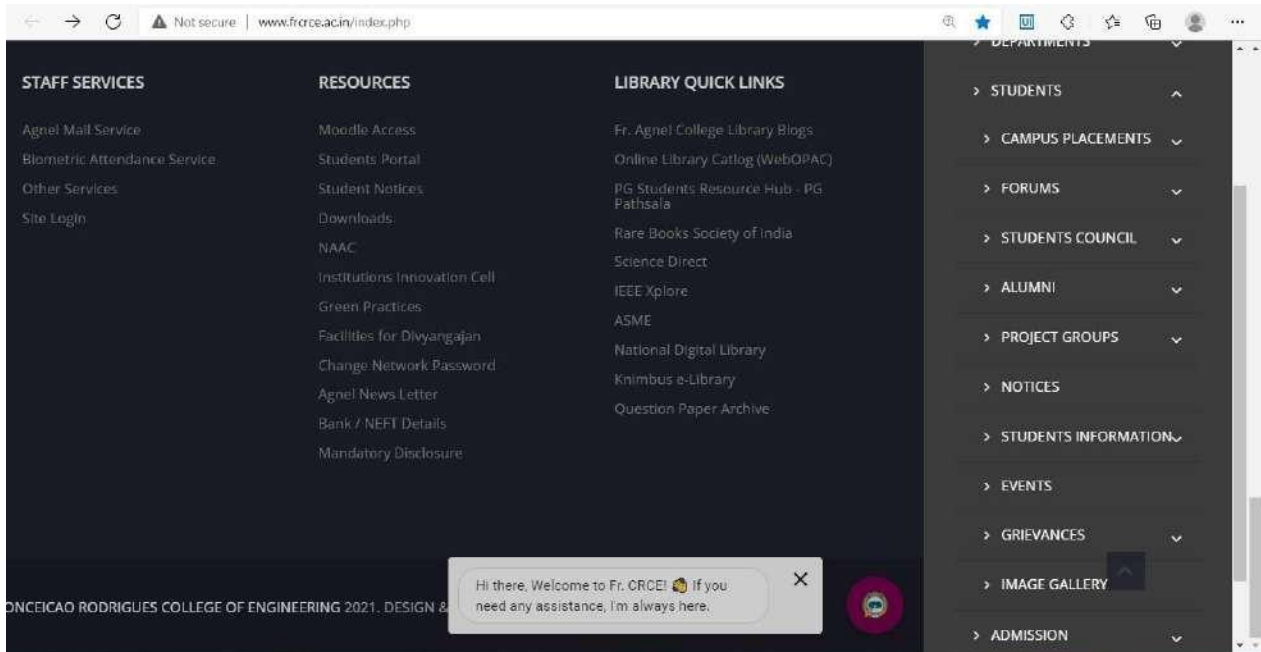 Not secure | www.frcrce.ac.in/index.php
STAFF SERVICES
Agnel Mail Service
Biometric Attendance Service
Other Services
Site Login
RESOURCES
Moodle Access
Students Portal
Student Notices
Downloads
NAAC
Institutions Innovation Cell
Green Practices
Facilities for Divyangajan
Change Network Password
Agnel News Letter
Bank / NEFT Details
Mandatory Disclosure
LIBRARY QUICK LINKS
Fr. Agnel College Library Blogs
Online Library Catlog (WebOPAC)
PG Students Resource Hub - PG
Pathsala
Rare Books Society of India
Science Direct
IEEE Xplore
ASME
National Digital Library
Knimbus e-Library
Question Paper Archive
DEPARTMENTS
STUDENTS
CAMPUS PLACEMENTS
FORUMS
STUDENTS COUNCIL
ALUMNI
PROJECT GROUPS
NOTICES
STUDENTS INFORMATION
EVENTS
GRIEVANCES
IMAGE GALLERY
ADMISSION
Hi there, Welcome to Fr. CRCE! 👋 If you
need any assistance, I'm always here.
ONCEICAO RODRIGUES COLLEGE OF ENGINEERING 2021. DESIGN &